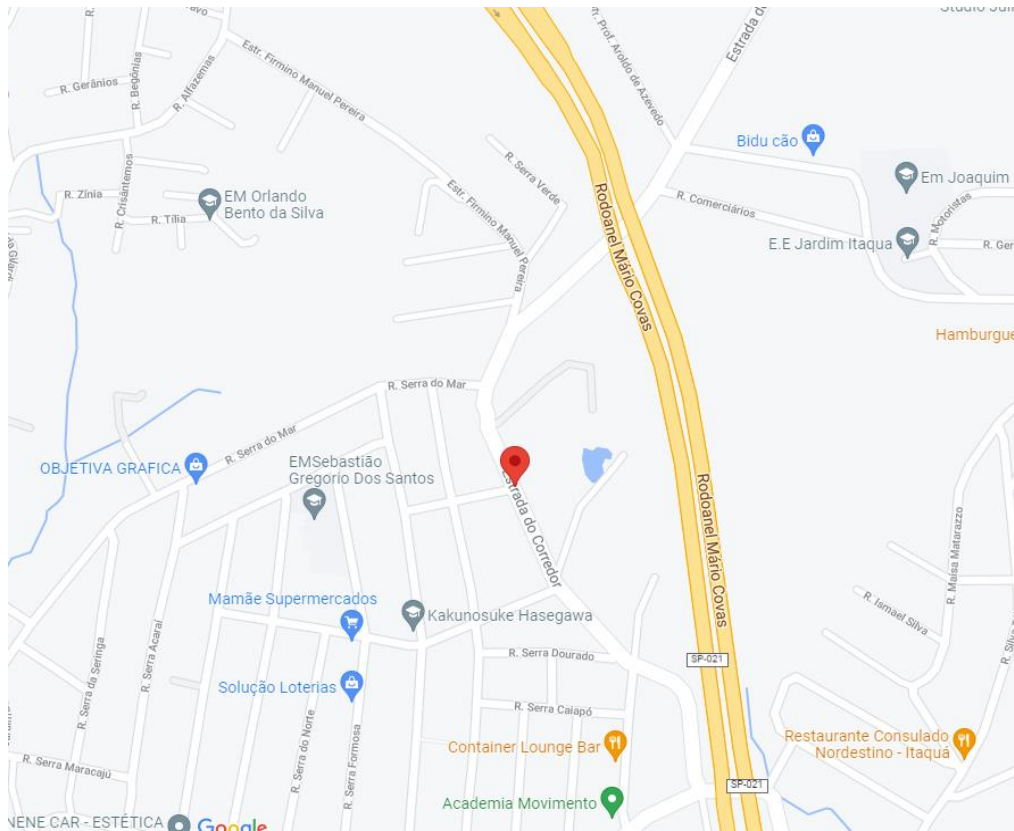 R. Gerânios
R. Begônias
R. Alfazemas
Estr. Firmino Manuel Pereira
Estr. Prof. Aroldo de Azevedo
Bidu cão
R. Serra Verde
Em Joaquim
R. Crisântemos
R. Zínia
EM Orlando
Bento da Silva
R. Tília
Estr. Firmino Manuel Pereira
Rodoanel Mário Covas
R. Comerciários
R. Motoristas
E.E Jardim Itaqua
R. Ger
Hamburgue
R. Serra do Mar
R. Serra do Mar
OBJETIVA GRAFICA
EMSebastião
Gregorio Dos Santos
Estrada do Corredor
Rodoanel Mário Covas
R. Maísa Matarazzo
R. Ismael Silva
Mamãe Supermercados
Kakunosuke Hasegawa
R. Serra da Seringa
R. Serra Acaraí
R. Serra Dourado
SP-021
Solução Loterias
R. Serra do Norte
R. Serra Formosa
R. Serra Caiapó
Container Lounge Bar
Restaurante Consulado
Nordestino - Itaquá
R. Serra Maracajú
SP-021
Academia Movimento
NENE CAR - ESTÉTICA
Google